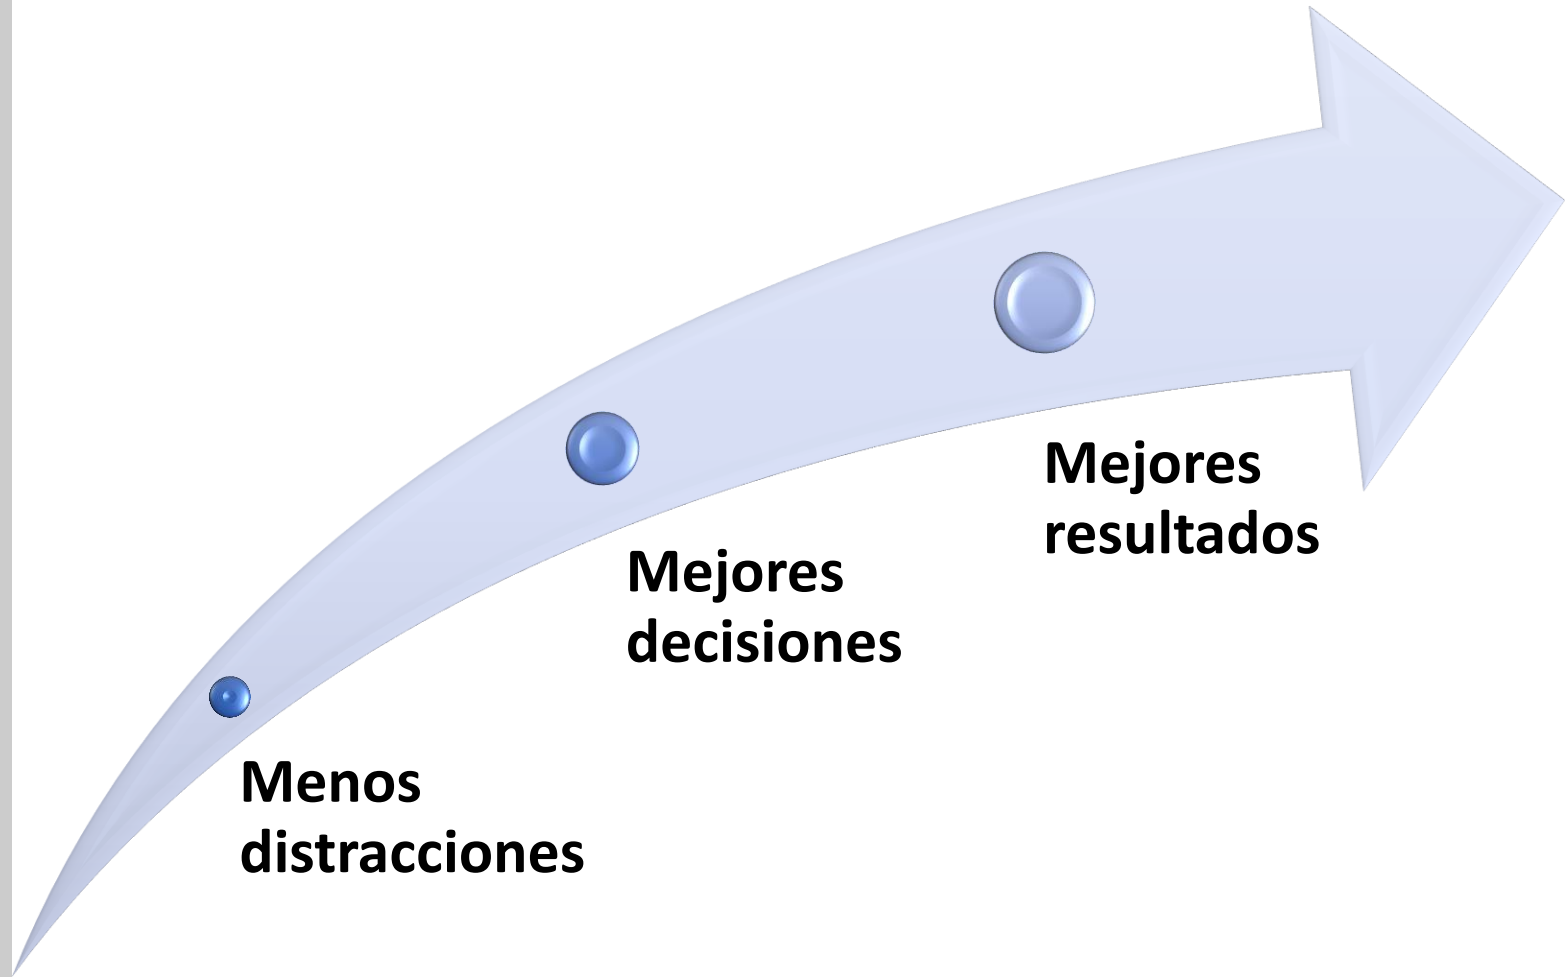 Menos
distracciones
Mejores
decisiones
Mejores
resultados